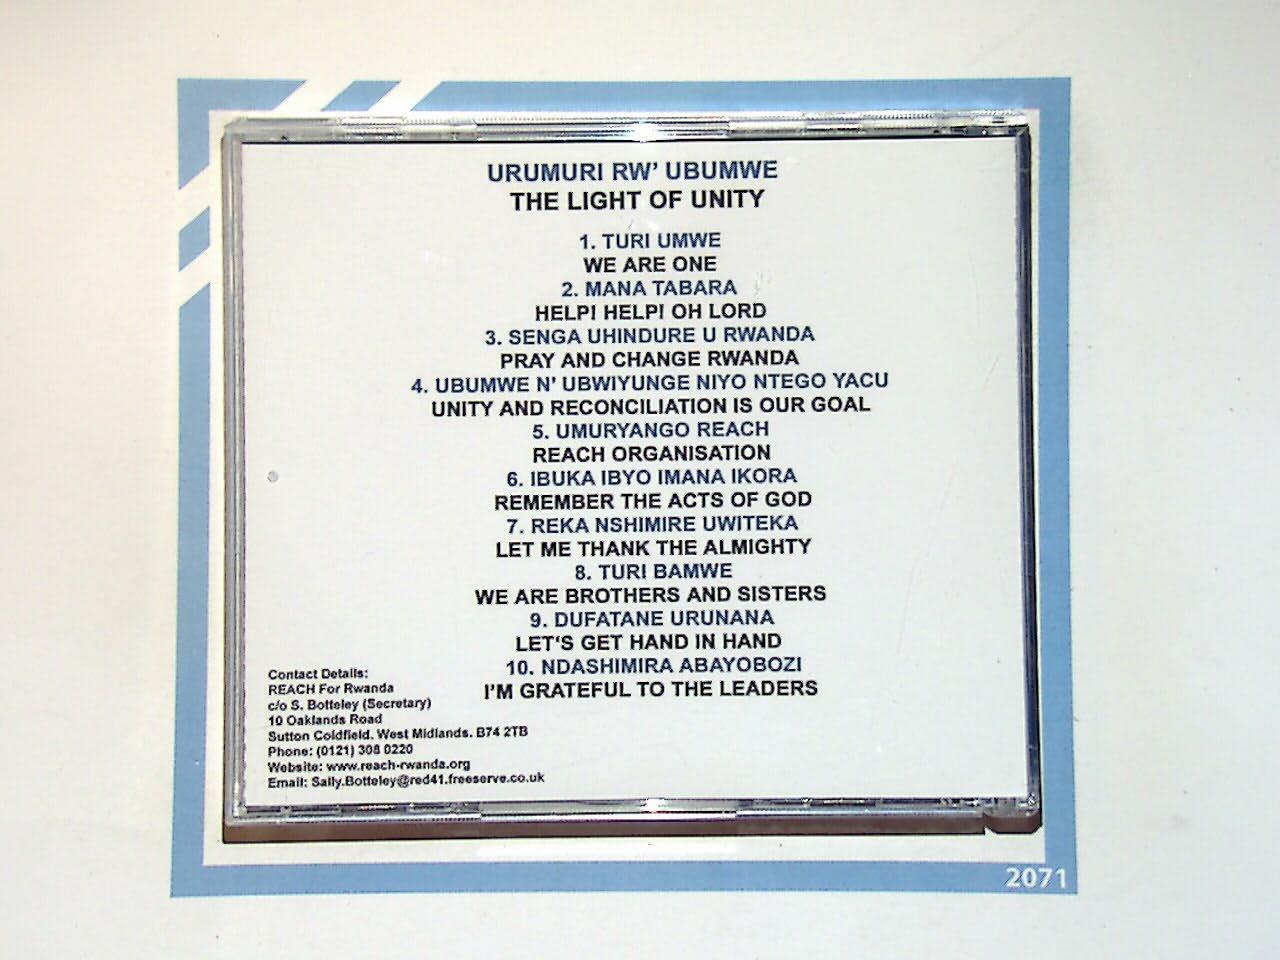 URUMURI RW' UBUMWE
THE LIGHT OF UNITY
1. TURI UMWE
WE ARE ONE
2. MANA TABARA
HELP! HELP! OH LORD
3. SENGA UHINDURE U RWANDA
PRAY AND CHANGE RWANDA
4. UBUMWE N' UBWIYUNGE NIYO NTEGO YACU
UNITY AND RECONCILIATION IS OUR GOAL
5. UMURYANGO REACH
REACH ORGANISATION
6. IBUKA IBYO IMANA IKORA
REMEMBER THE ACTS OF GOD
7. REKA NSHIMIRE UWITEKA
LET ME THANK THE ALMIGHTY
8. TURI BAMWE
WE ARE BROTHERS AND SISTERS
9. DUFATANE URUNANA
LET'S GET HAND IN HAND
10. NDASHIMIRA ABAYOBOZI
I'M GRATEFUL TO THE LEADERS
Contact Details:
REACH For Rwanda
c/o S. Botteley (Secretary)
10 Oaklands Road
Sutton Coldfield. West Midlands. B74 2TB
Phone: (0121) 308 0220
Website: www.reach-rwanda.org
Email: Sally.Botteley@red41.freeserve.co.uk
2071